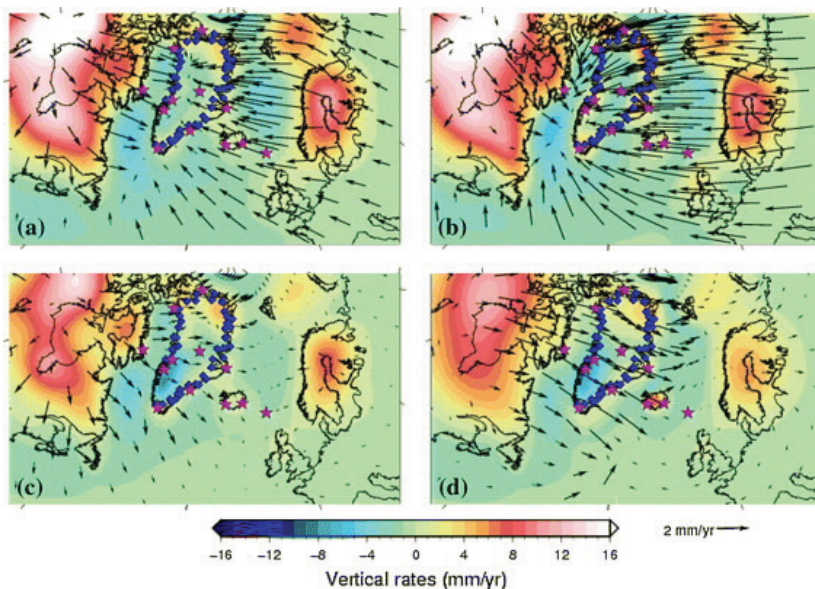 (a)
(b)
(c)
(d)
−16 −12 −8 −4 0 4 8 12 16
2 mm/yr
Vertical rates (mm/yr)